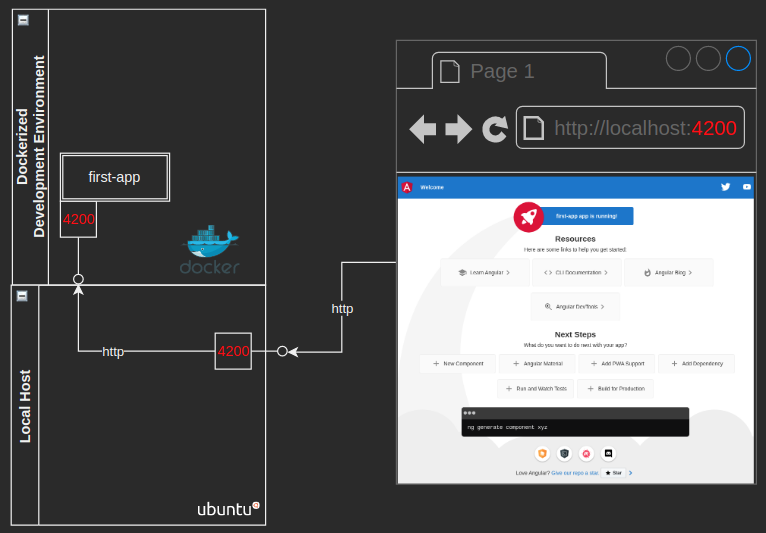 Dockerized
Development Environment
first-app
4200
docker
Local Host
http
4200
http
ubuntu
Page 1
http://localhost:4200
Welcome
first-app app is running!
Resources
Here are some links to help you get started:
Learn Angular
CLI Documentation
Angular Blog
Angular DevTools
Next Steps
What do you want to do next with your app?
New Component
Angular Material
Add PWA Support
Add Dependency
Run and Watch Tests
Build for Production
ng generate component xyz
Love Angular? Give our repo a star. Star